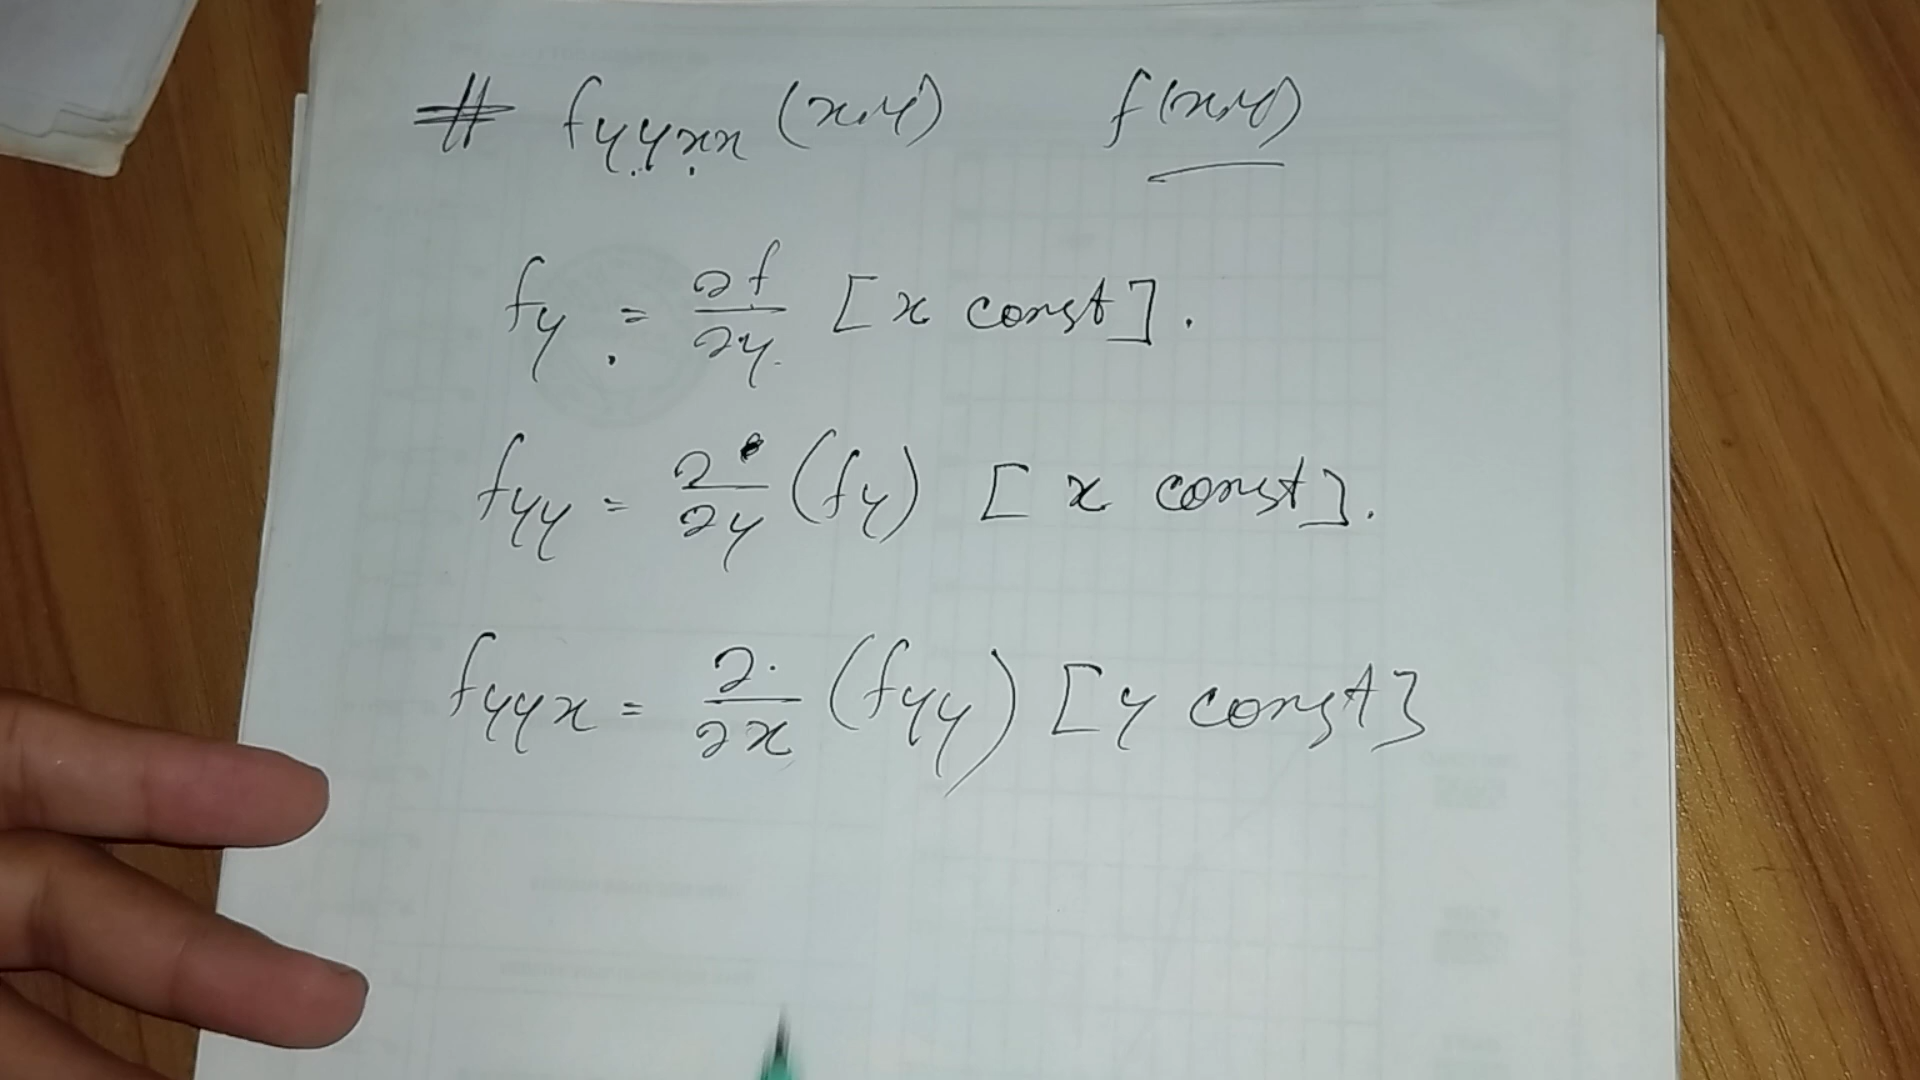 # fyyxx (x,y) f(x,y)
fy = ∂f/∂y [x const].
fyy = ∂/∂y (fy) [x const].
fyyx = ∂/∂x (fyy) [y const]